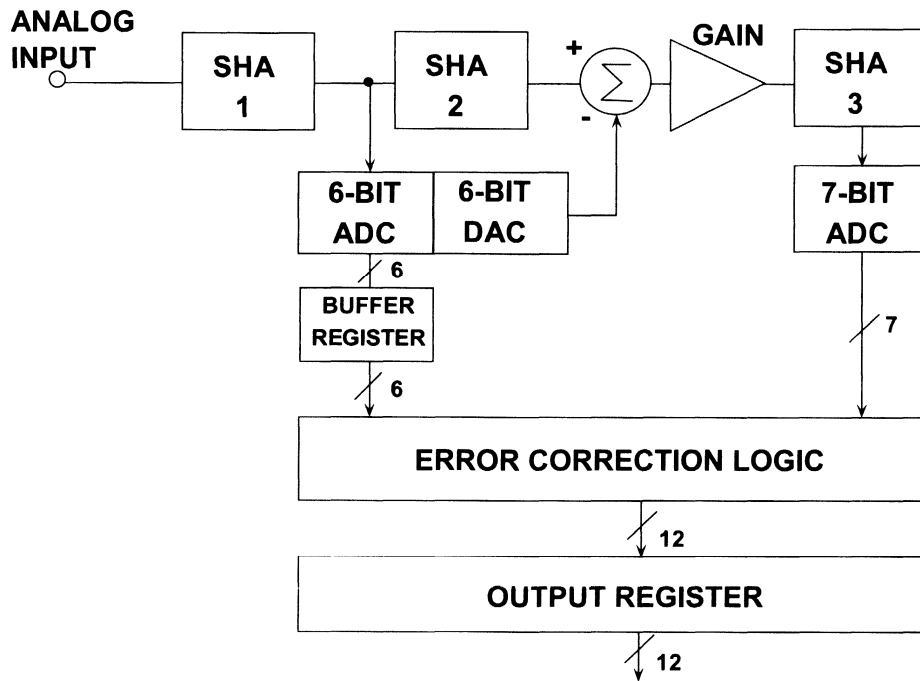 ANALOG
INPUT
SHA
1
SHA
2
+
-
Σ
GAIN
SHA
3
6-BIT
ADC
6-BIT
DAC
7-BIT
ADC
6
BUFFER
REGISTER
6
7
ERROR CORRECTION LOGIC
12
OUTPUT REGISTER
12